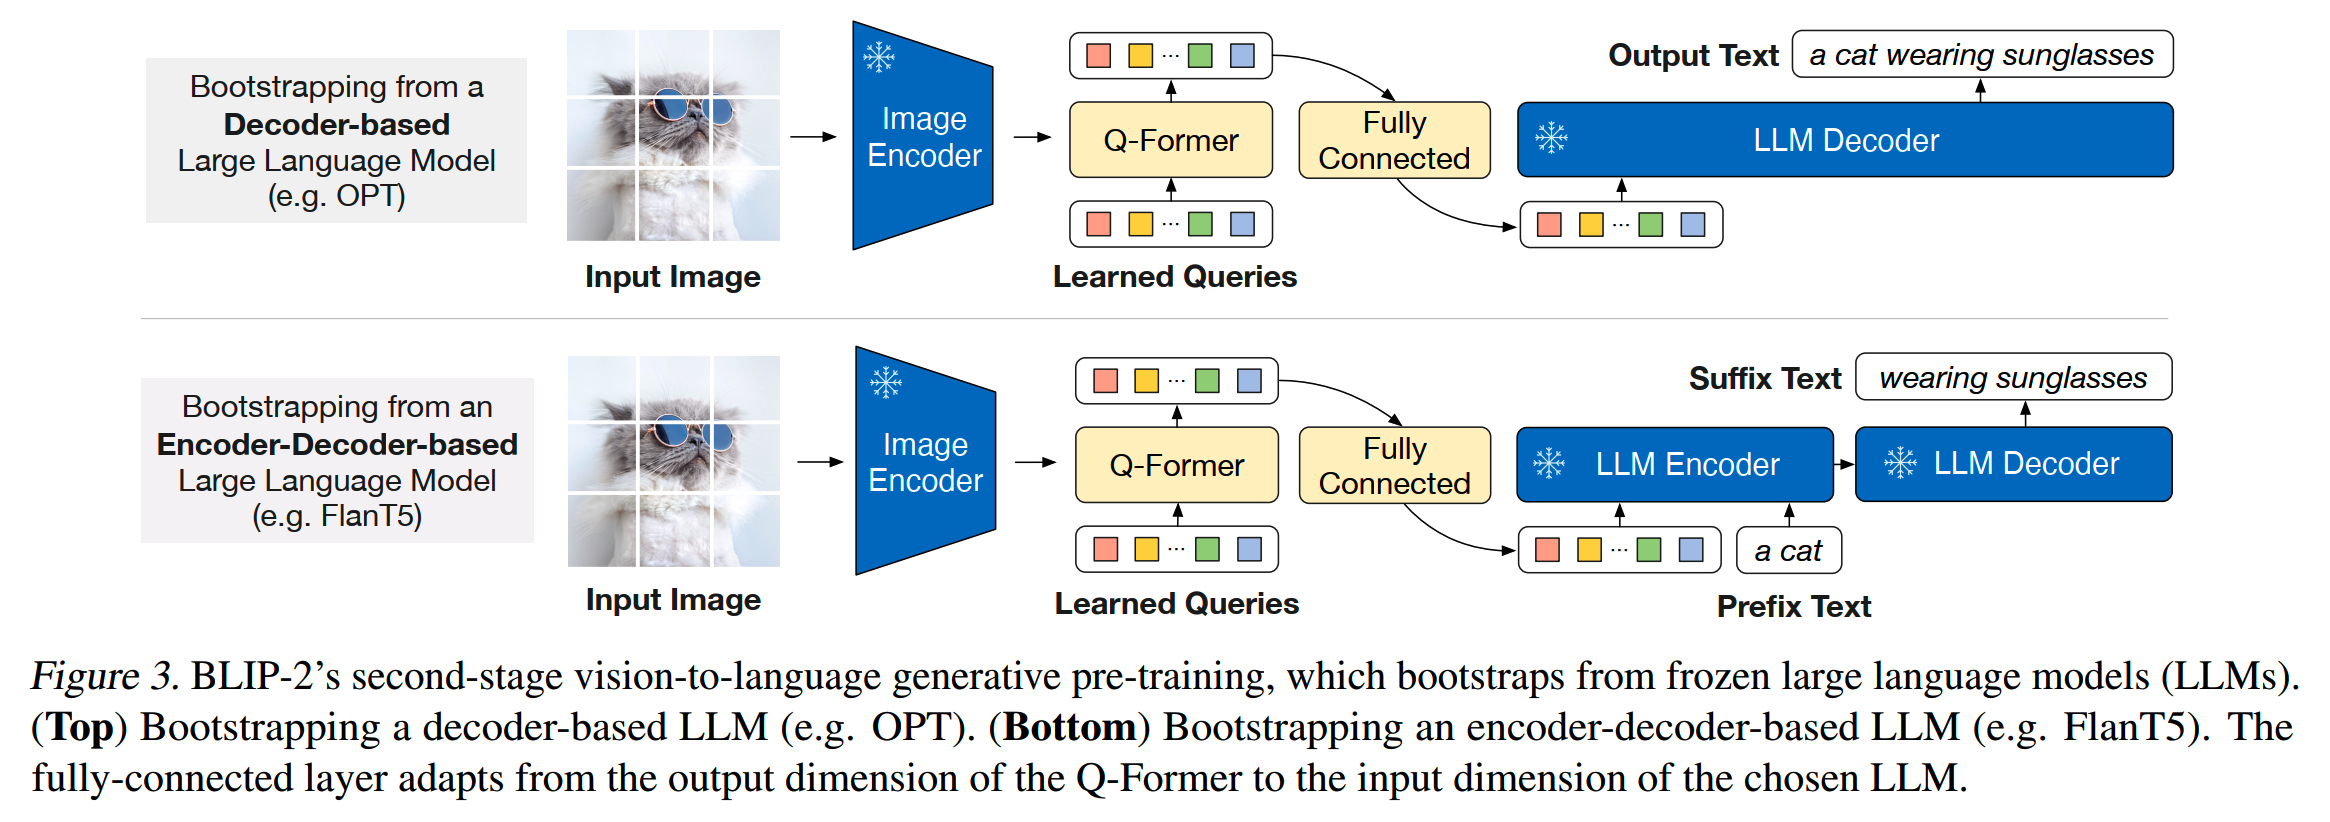 Bootstrapping from a
Decoder-based
Large Language Model
(e.g. OPT)
Input Image
Image
Encoder
Q-Former
Learned Queries
Fully
Connected
Output Text
a cat wearing sunglasses
LLM Decoder
Bootstrapping from an
Encoder-Decoder-based
Large Language Model
(e.g. FlanT5)
Input Image
Image
Encoder
Q-Former
Learned Queries
Fully
Connected
Suffix Text
wearing sunglasses
LLM Encoder
LLM Decoder
a cat
Prefix Text
Figure 3. BLIP-2's second-stage vision-to-language generative pre-training, which bootstraps from frozen large language models (LLMs).
(Top) Bootstrapping a decoder-based LLM (e.g. OPT). (Bottom) Bootstrapping an encoder-decoder-based LLM (e.g. FlanT5). The
fully-connected layer adapts from the output dimension of the Q-Former to the input dimension of the chosen LLM.